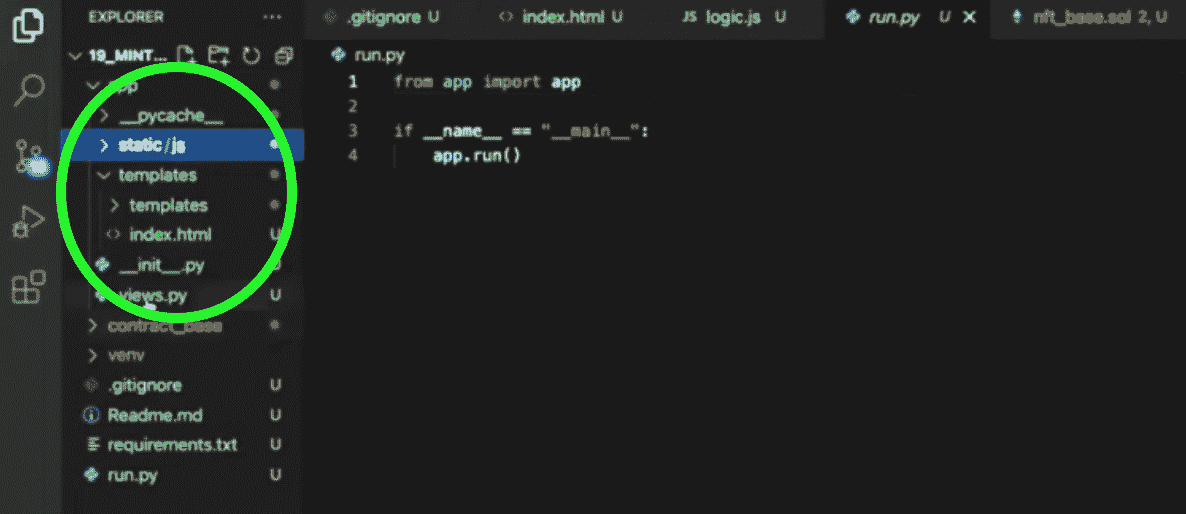 EXPLORER
.gitignore U
index.html U
JS logic.js U
run.py U
nft_base.sol 2, U
19_MINT...
run.py
app
1 from app import app
__pycache__
2
static/js
3 if __name__ == "__main__":
4 app.run()
templates
templates
index.html U
__init__.py U
views.py U
contract_base
venv
.gitignore U
Readme.md U
requirements.txt U
run.py U